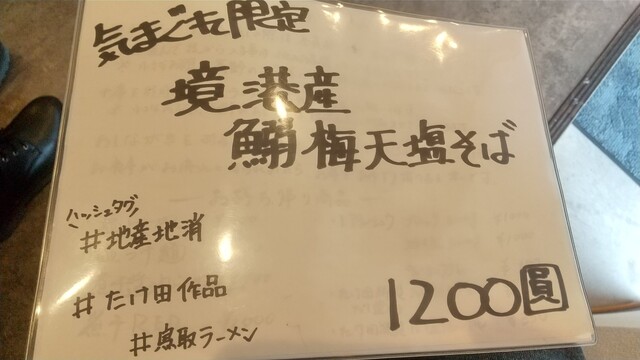 気まぐれ限定
境港産
鰯梅天塩そば
ハッシュタグ
#地産地消
#たけ田作品
#鳥取ラーメン
1200圓